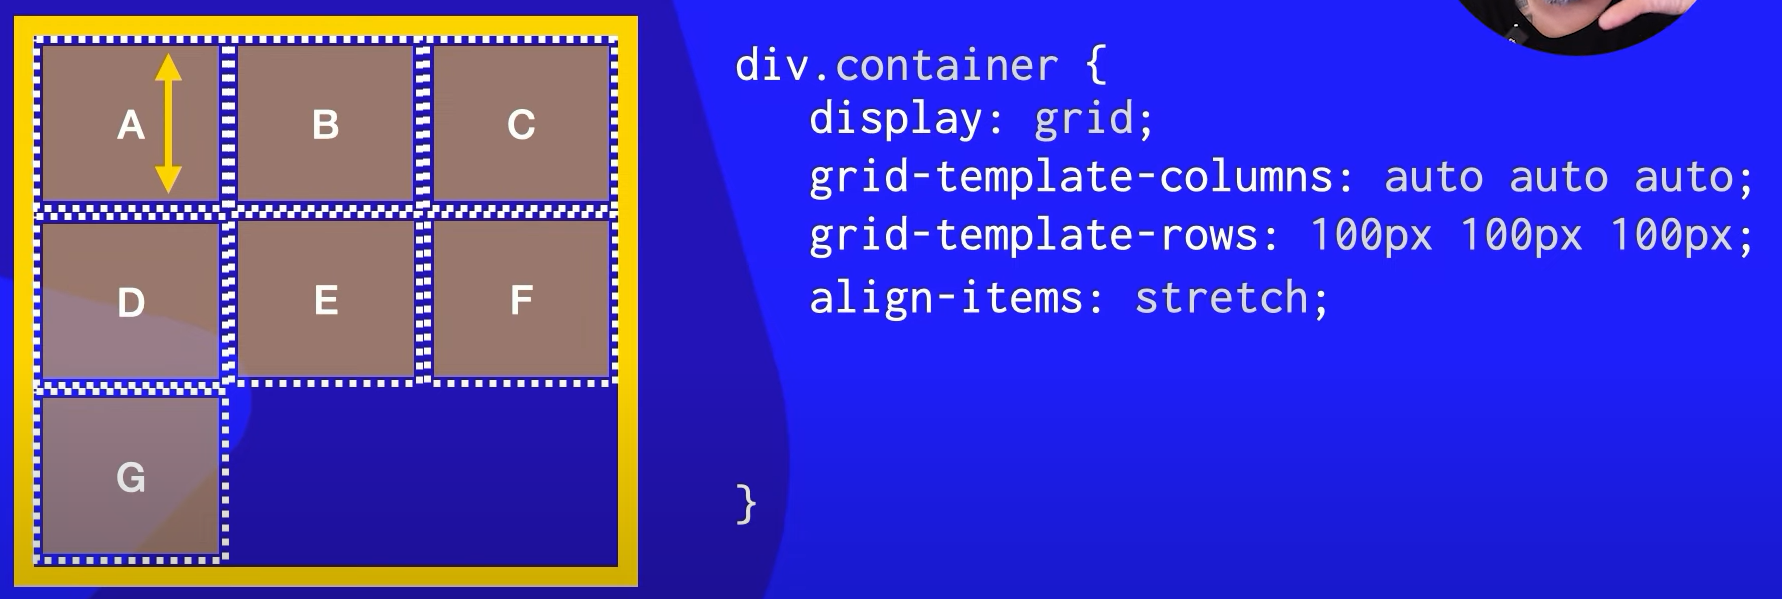 A B C
D E F
G
div.container {
display: grid;
grid-template-columns: auto auto auto;
grid-template-rows: 100px 100px 100px;
align-items: stretch;
}